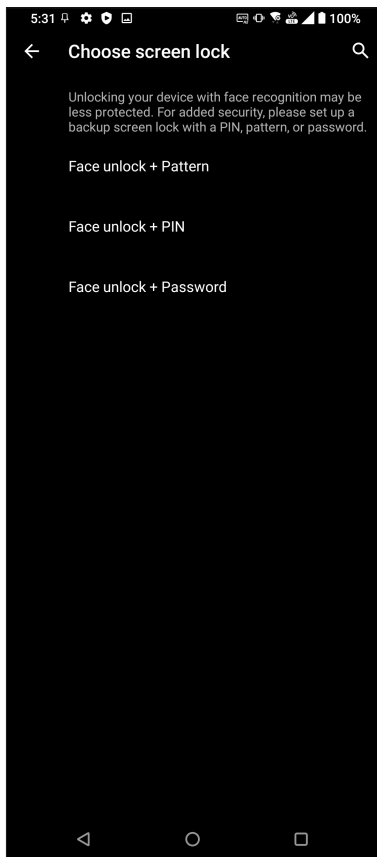 5:31 100%
Choose screen lock
Unlocking your device with face recognition may be
less protected. For added security, please set up a
backup screen lock with a PIN, pattern, or password.
Face unlock + Pattern
Face unlock + PIN
Face unlock + Password